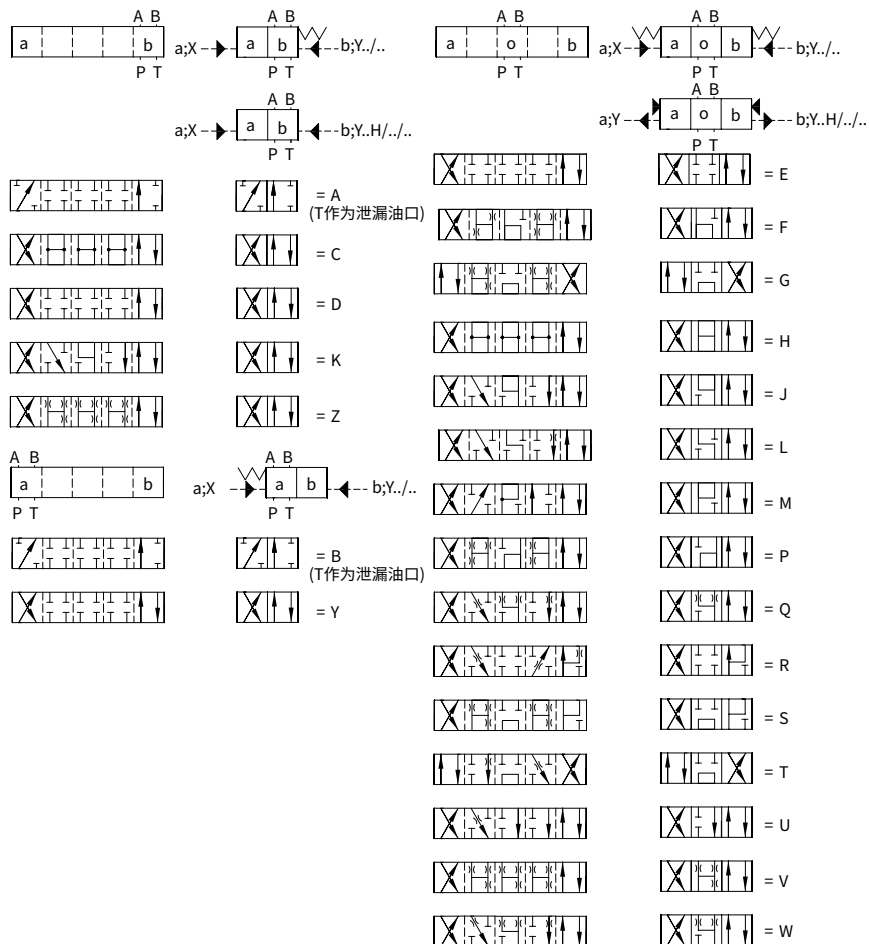 A B
a b
P T
A B
a;X a b b;Y../..
P T
A B
a;X a b b;Y..H/../..
P T
= A
(T作为泄漏油口)
= C
= D
= K
= Z
A B
a b
P T
A B
a;X a b b;Y../..
P T
= B
(T作为泄漏油口)
= Y
A B
a o b
P T
A B
a;X a o b b;Y../..
P T
A B
a;Y a o b b;Y..H/../..
P T
= E
= F
= G
= H
= J
= L
= M
= P
= Q
= R
= S
= T
= U
= V
= W